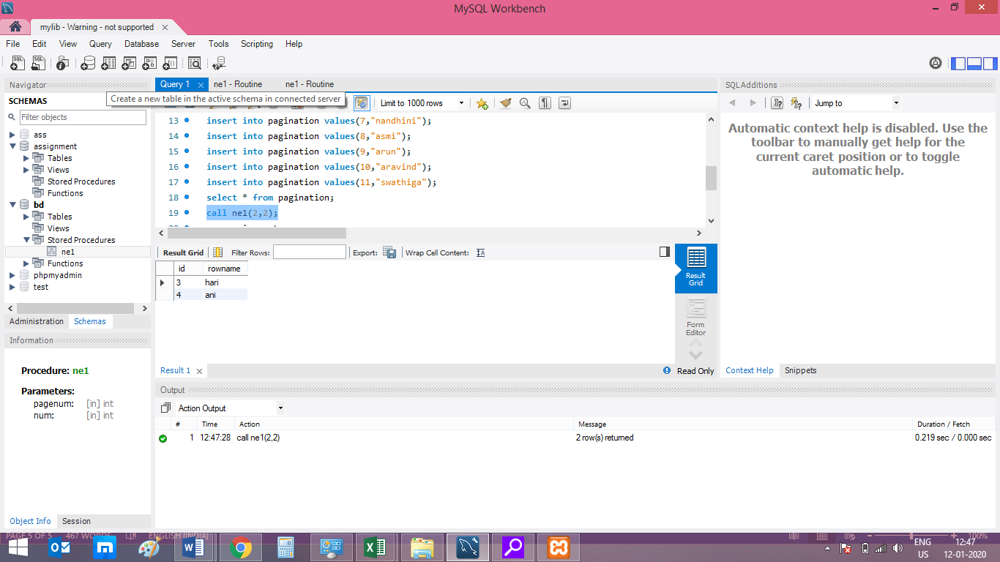 MySQL Workbench
mylib - Warning - not supported
File Edit View Query Database Server Tools Scripting Help
Navigator
SCHEMAS
Filter objects
ass
assignment
Tables
Views
Stored Procedures
Functions
bd
Tables
Views
Stored Procedures
ne1
Functions
phpmyadmin
test
Administration Schemas
Information
Procedure: ne1
Parameters:
pagenum: [in] int
num: [in] int
Object Info Session
Query 1 ne1 - Routine ne1 - Routine
Create a new table in the active schema in connected server
Limit to 1000 rows
13 insert into pagination values(7,"nandhini");
14 insert into pagination values(8,"asmi");
15 insert into pagination values(9,"arun");
16 insert into pagination values(10,"aravind");
17 insert into pagination values(11,"swathiga");
18 select * from pagination;
19 call ne1(2,2);
Result Grid Filter Rows: Export: Wrap Cell Content:
id rowname
3 hari
4 ani
Result Grid
Form Editor
Result 1 Read Only
SQLAdditions
Jump to
Automatic context help is disabled. Use the
toolbar to manually get help for the
current caret position or to toggle
automatic help.
Context Help Snippets
Output
Action Output
# Time Action Message Duration / Fetch
1 12:47:28 call ne1(2,2) 2 row(s) returned 0.219 sec / 0.000 sec
PAGE 5 OF 5 467 WORDS ENGLISH (INDIA) 100%
ENG 12:47
US 12-01-2020